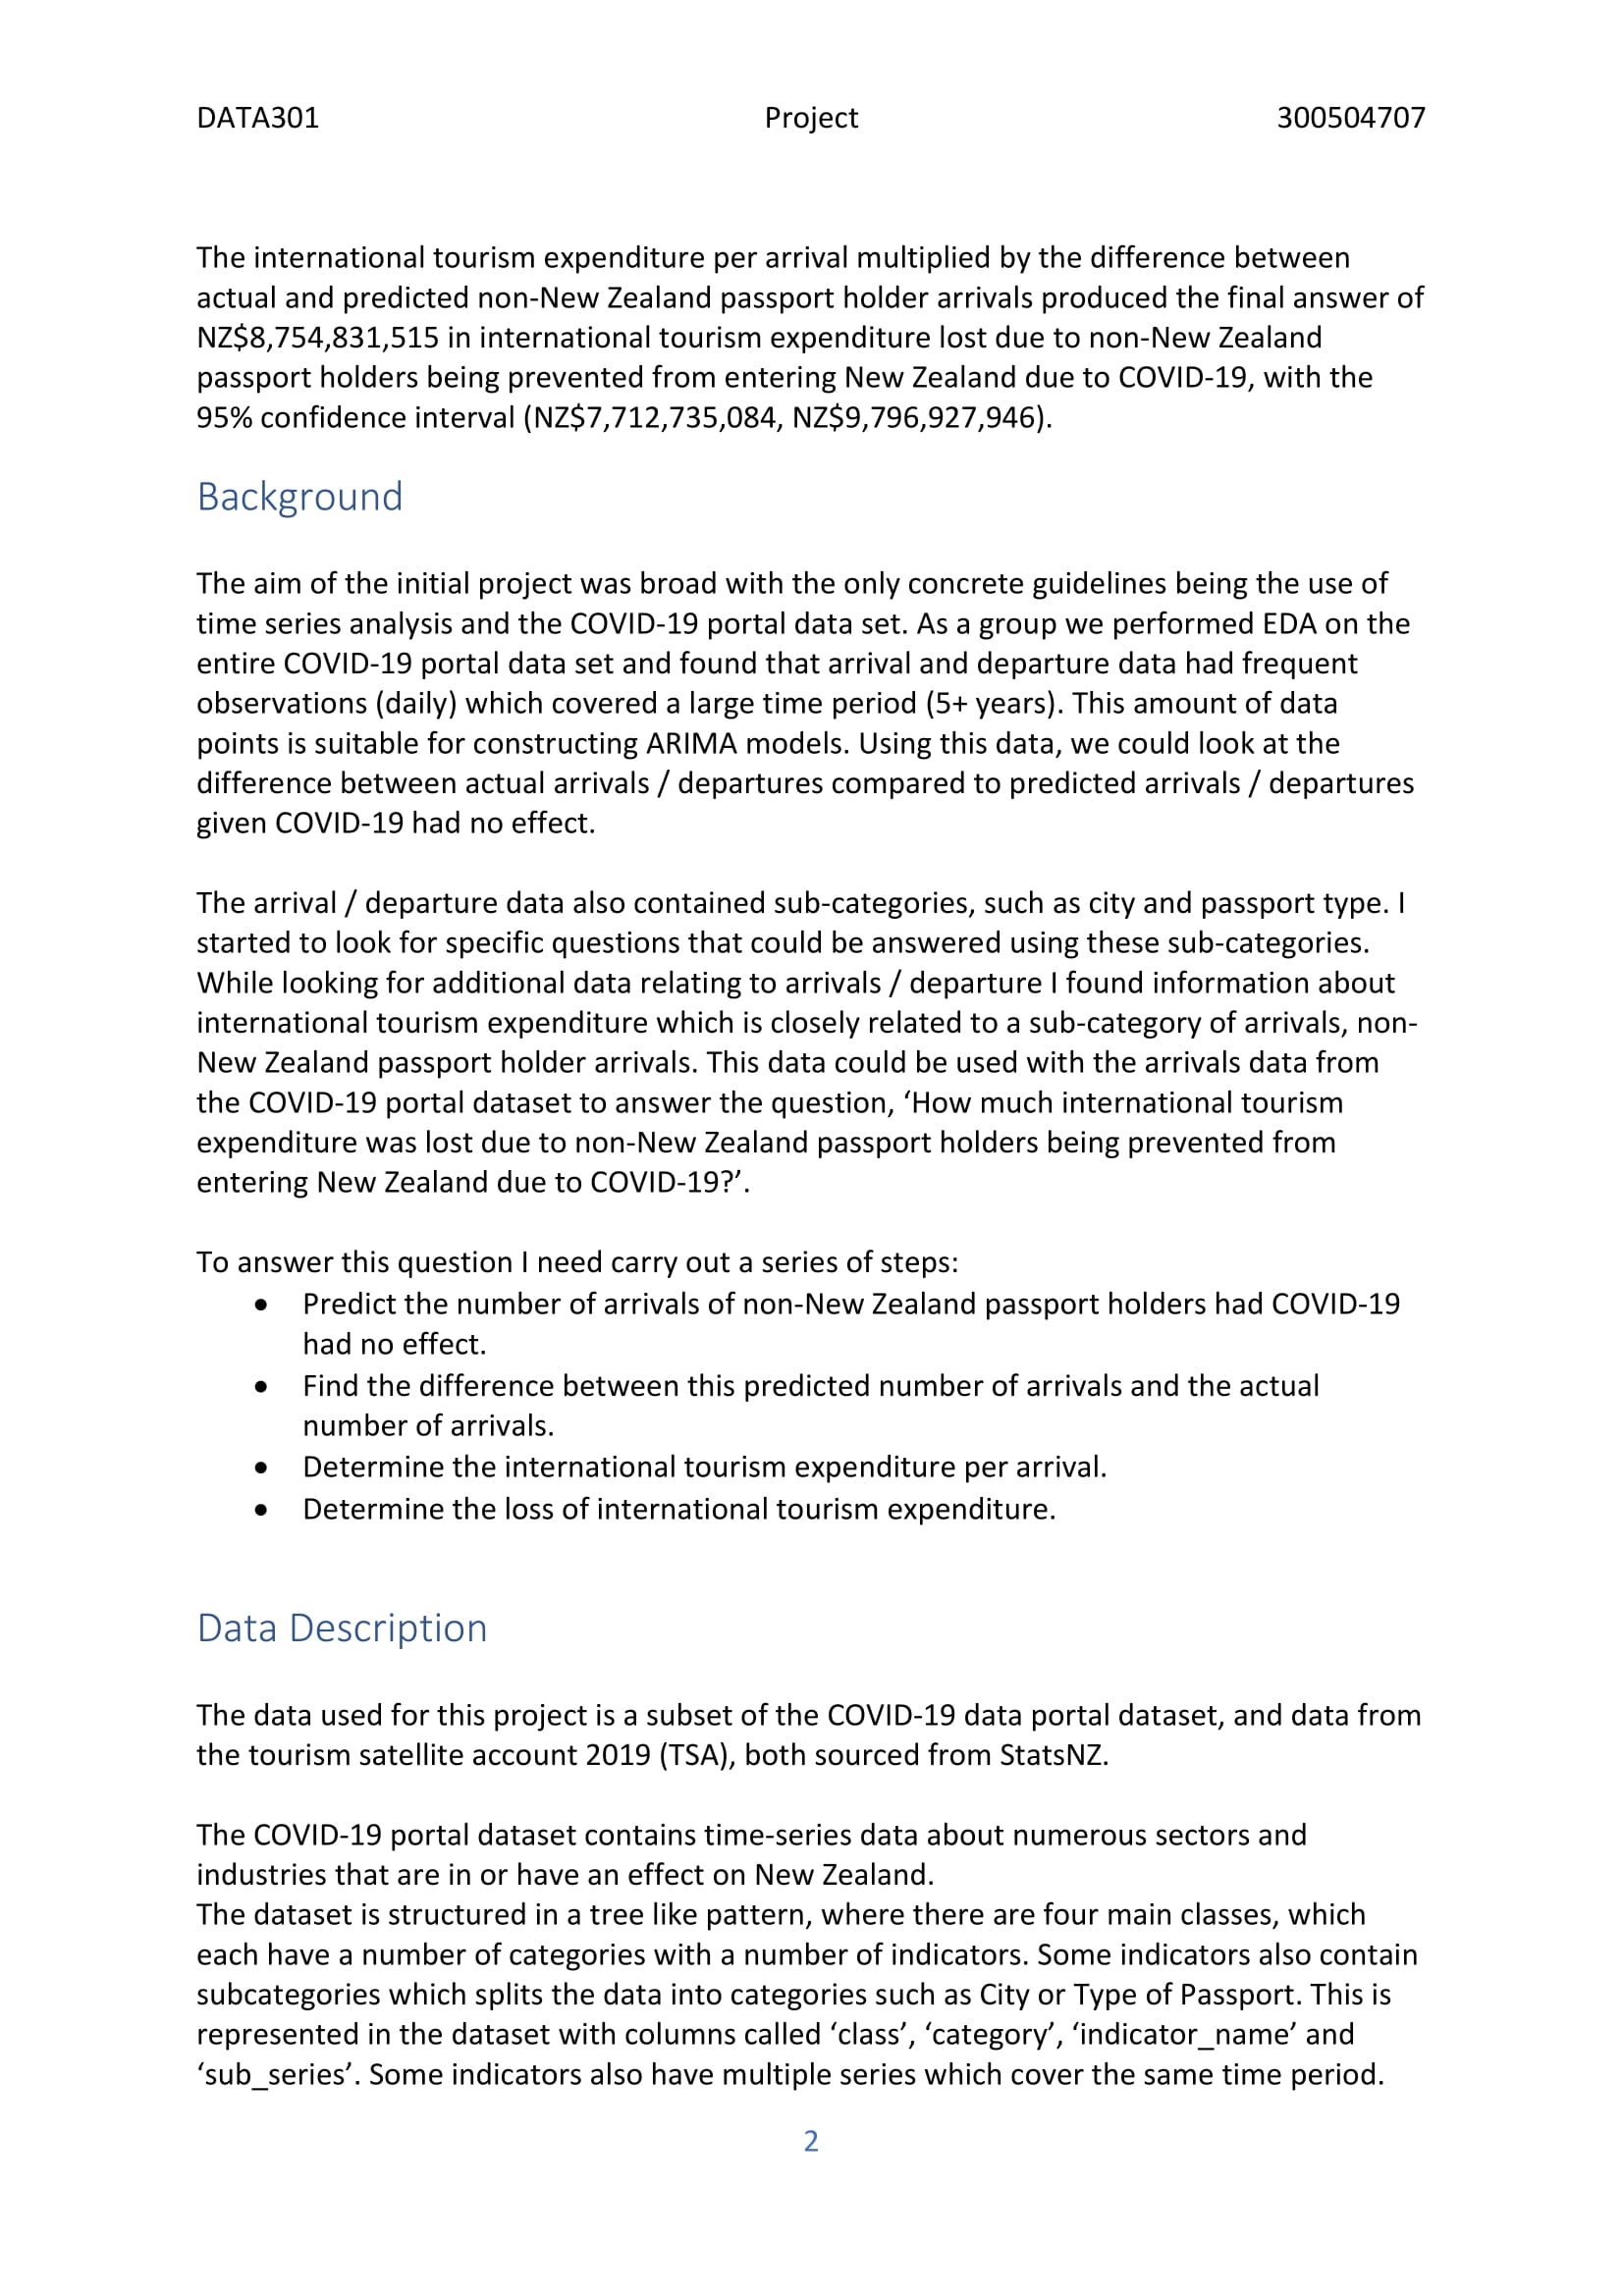 DATA301 Project 300504707
The international tourism expenditure per arrival multiplied by the difference between
actual and predicted non-New Zealand passport holder arrivals produced the final answer of
NZ$8,754,831,515 in international tourism expenditure lost due to non-New Zealand
passport holders being prevented from entering New Zealand due to COVID-19, with the
95% confidence interval (NZ$7,712,735,084, NZ$9,796,927,946).
Background
The aim of the initial project was broad with the only concrete guidelines being the use of
time series analysis and the COVID-19 portal data set. As a group we performed EDA on the
entire COVID-19 portal data set and found that arrival and departure data had frequent
observations (daily) which covered a large time period (5+ years). This amount of data
points is suitable for constructing ARIMA models. Using this data, we could look at the
difference between actual arrivals / departures compared to predicted arrivals / departures
given COVID-19 had no effect.
The arrival / departure data also contained sub-categories, such as city and passport type. I
started to look for specific questions that could be answered using these sub-categories.
While looking for additional data relating to arrivals / departure I found information about
international tourism expenditure which is closely related to a sub-category of arrivals, non-
New Zealand passport holder arrivals. This data could be used with the arrivals data from
the COVID-19 portal dataset to answer the question, ‘How much international tourism
expenditure was lost due to non-New Zealand passport holders being prevented from
entering New Zealand due to COVID-19?’.
To answer this question I need carry out a series of steps:
• Predict the number of arrivals of non-New Zealand passport holders had COVID-19
had no effect.
• Find the difference between this predicted number of arrivals and the actual
number of arrivals.
• Determine the international tourism expenditure per arrival.
• Determine the loss of international tourism expenditure.
Data Description
The data used for this project is a subset of the COVID-19 data portal dataset, and data from
the tourism satellite account 2019 (TSA), both sourced from StatsNZ.
The COVID-19 portal dataset contains time-series data about numerous sectors and
industries that are in or have an effect on New Zealand.
The dataset is structured in a tree like pattern, where there are four main classes, which
each have a number of categories with a number of indicators. Some indicators also contain
subcategories which splits the data into categories such as City or Type of Passport. This is
represented in the dataset with columns called ‘class’, ‘category’, ‘indicator_name’ and
‘sub_series’. Some indicators also have multiple series which cover the same time period.
2